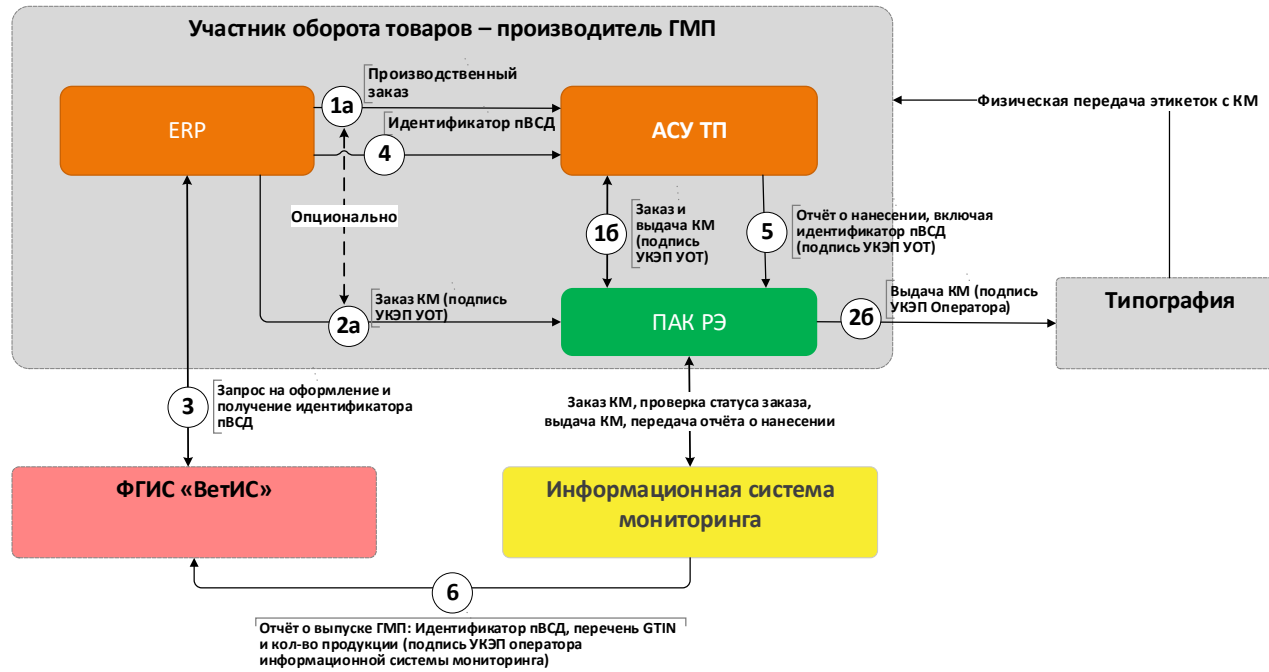 Участник оборота товаров – производитель ГМП
Производственный
заказ
1а
ERP
АСУ ТП
Физическая передача этикеток с КМ
Идентификатор пВСД
4
Опционально
Заказ и
выдача КМ
(подпись
УКЭП УОТ)
1б
5
Отчёт о нанесении, включая
идентификатор пВСД
(подпись УКЭП УОТ)
Заказ КМ (подпись
УКЭП УОТ)
2а
ПАК РЭ
Выдача КМ (подпись
УКЭП Оператора)
2б
Типография
3
Запрос на оформление и
получение идентификатора
пВСД
Заказ КМ, проверка статуса заказа,
выдача КМ, передача отчёта о нанесении
ФГИС «ВетИС»
Информационная система
мониторинга
6
Отчёт о выпуске ГМП: Идентификатор пВСД, перечень GTIN
и кол-во продукции (подпись УКЭП оператора
информационной системы мониторинга)